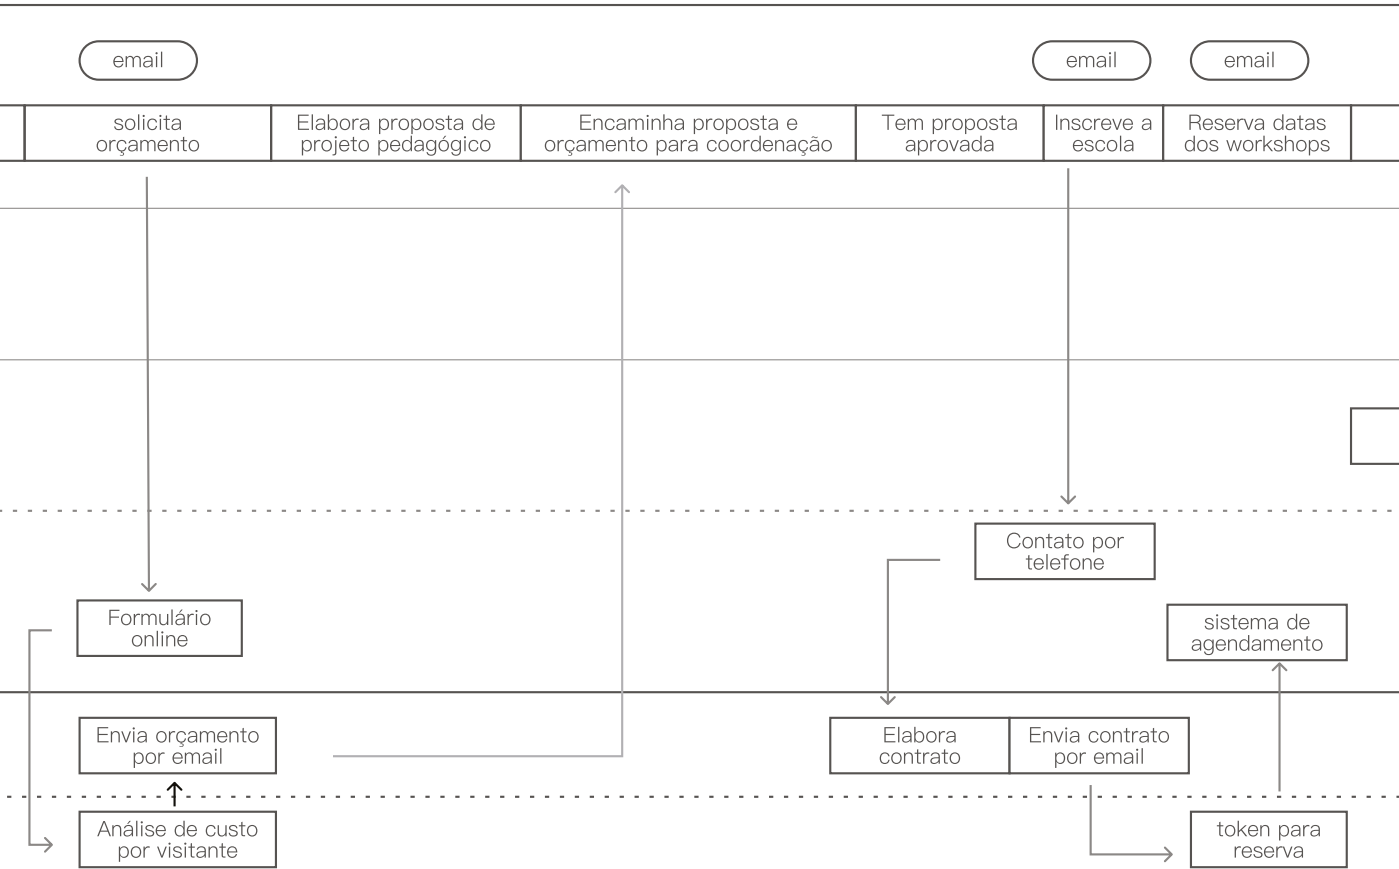 email
email
email
solicita
orçamento
Elabora proposta de
projeto pedagógico
Encaminha proposta e
orçamento para coordenação
Tem proposta
aprovada
Inscreve a
escola
Reserva datas
dos workshops
Contato por
telefone
Formulário
online
sistema de
agendamento
Envia orçamento
por email
Elabora
contrato
Envia contrato
por email
Análise de custo
por visitante
token para
reserva